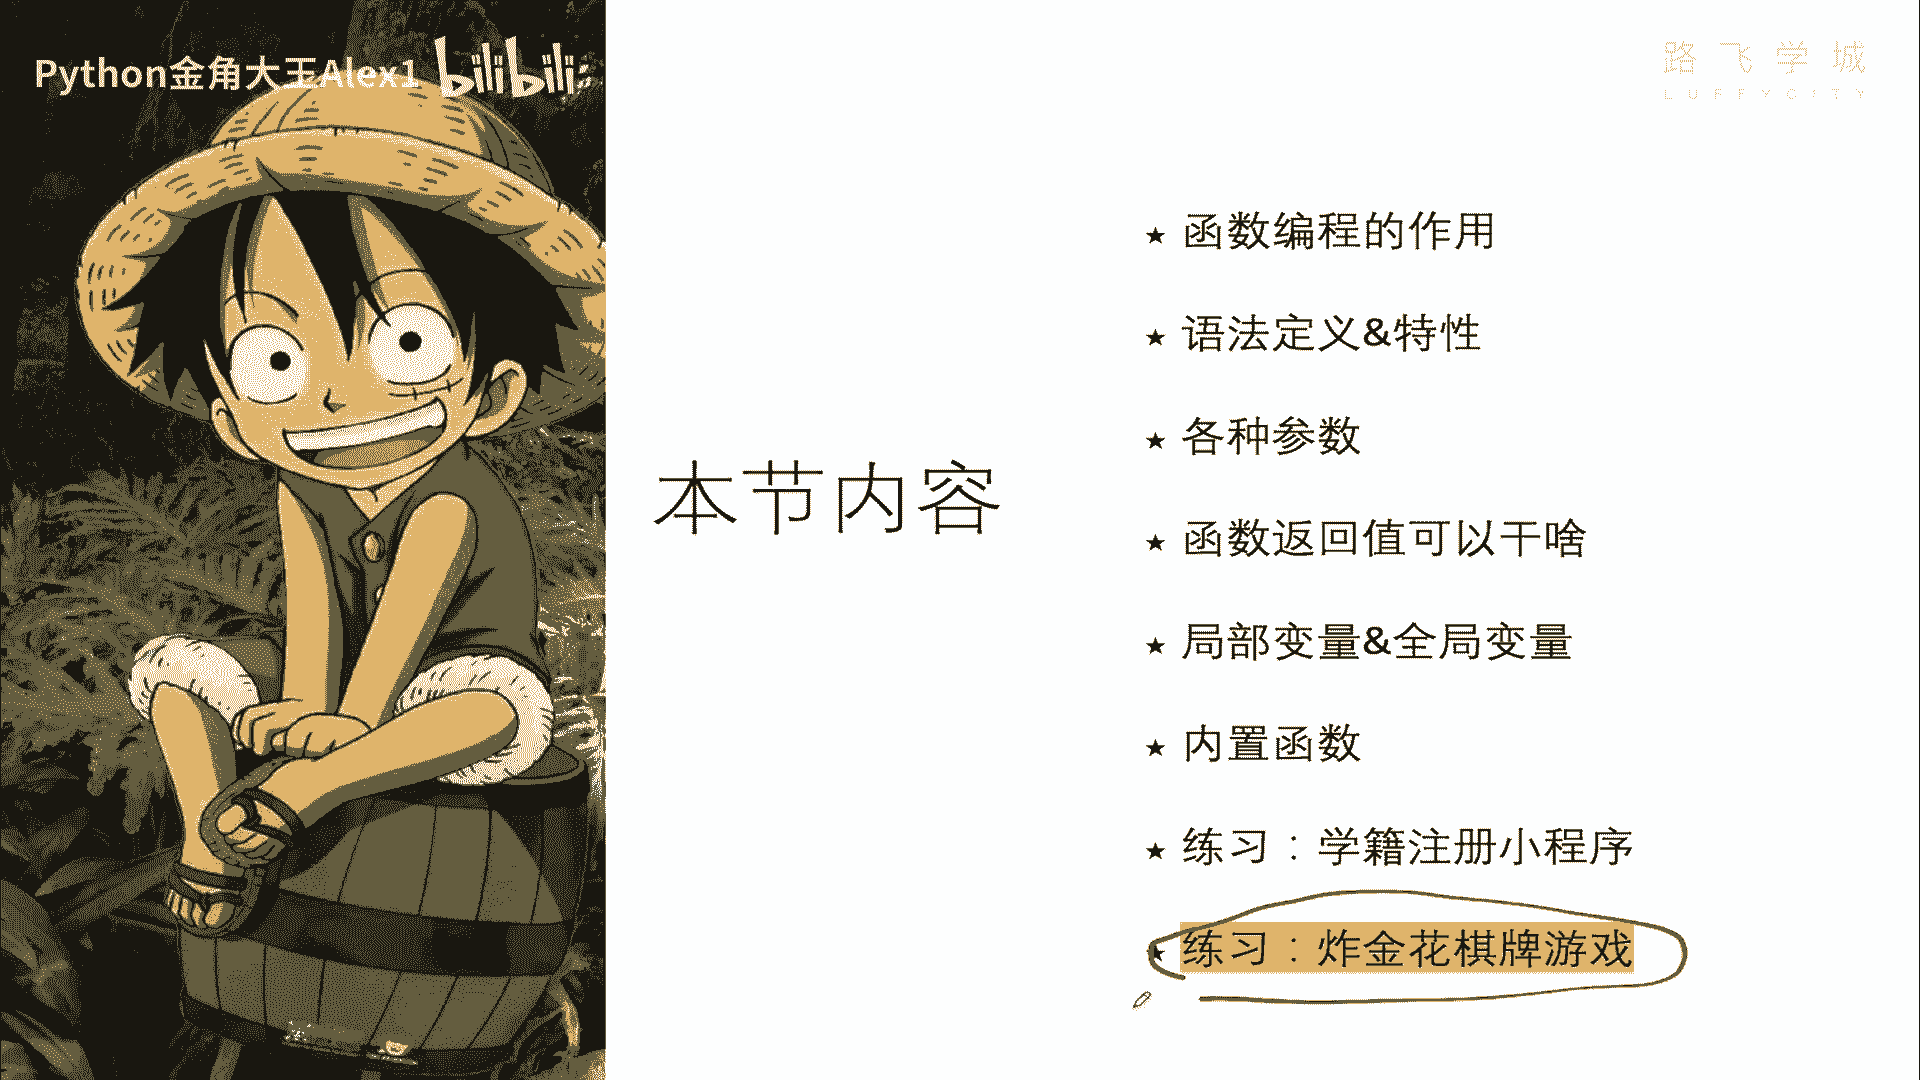 Python金角大王Alex1
bilibili
路飞学城
LUFFYCITY
本节内容
★ 函数编程的作用
★ 语法定义&特性
★ 各种参数
★ 函数返回值可以干啥
★ 局部变量&全局变量
★ 内置函数
★ 练习：学籍注册小程序
★ 练习：炸金花棋牌游戏